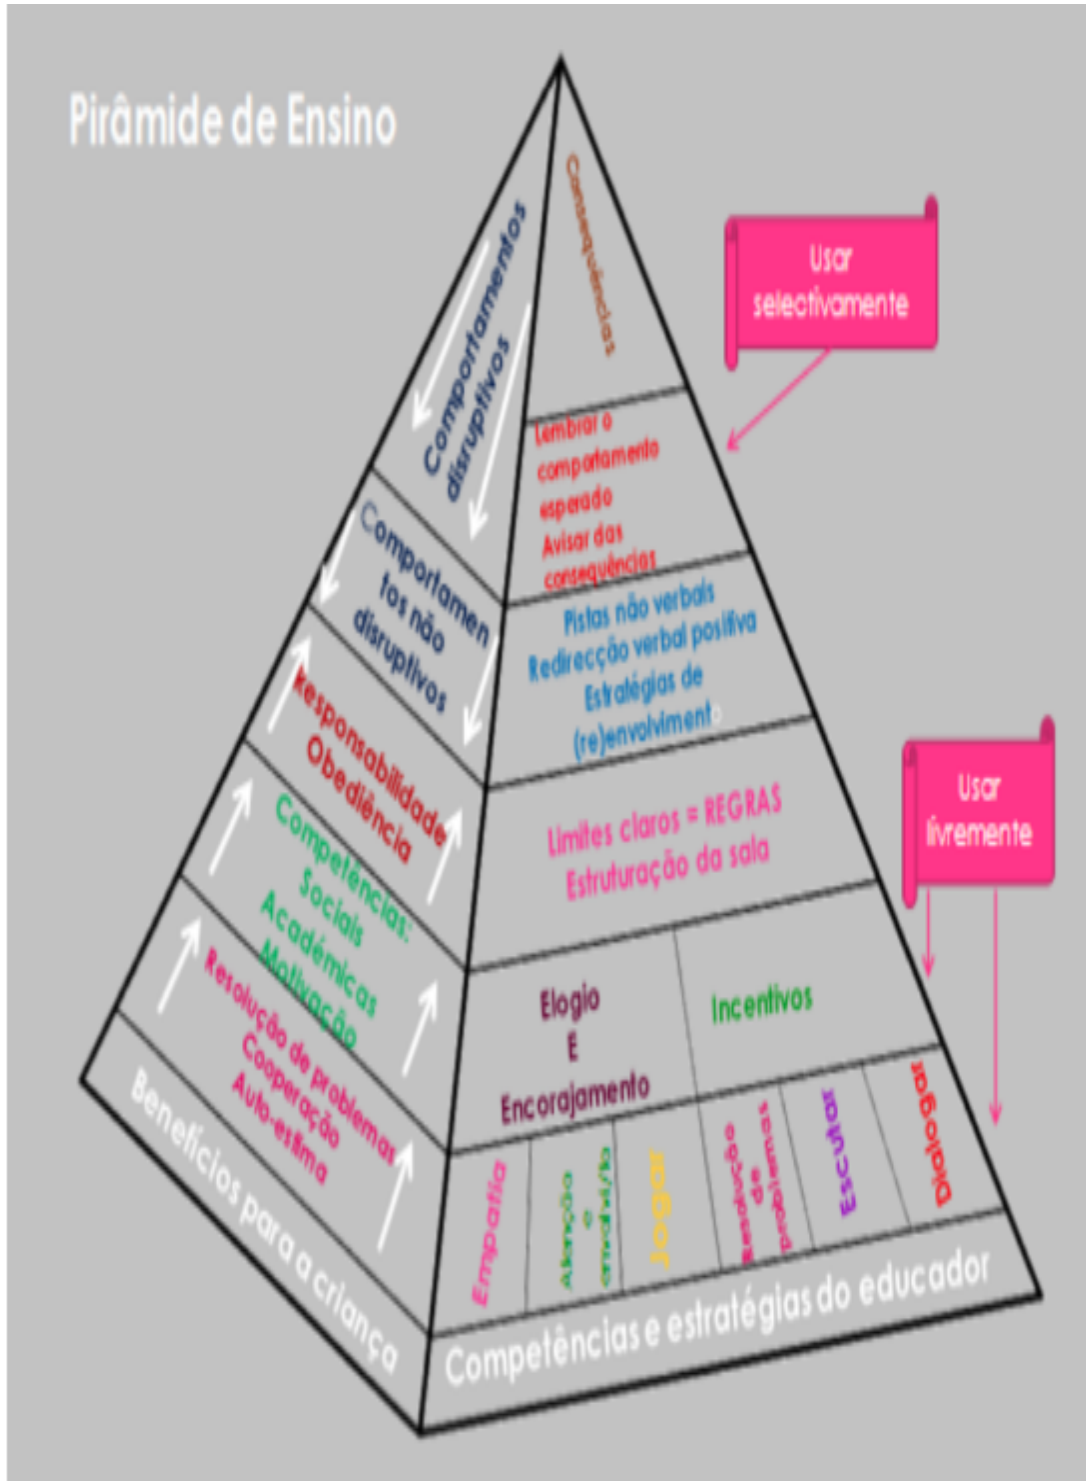 Pirâmide de Ensino
Comportamentos
disruptivos
Comportamen
tos não
disruptivos
Responsabilidade
Obediência
Competências:
Sociais
Académicas
Motivação
Resolução de problemas
Cooperação
Auto-estima
Benefícios para a criança
Consequências
Lembrar o
comportamento
esperado
Avisar das
consequências
Pistas não verbais
Redirecção verbal positiva
Estratégias de
(re)envolvimento
Limites claros = REGRAS
Estruturação da sala
Elogio
E
Encorajamento
Incentivos
Empatia
Atenção
e
Jogar
Resolução
de
problemas
Escutar
Dialogar
Competências e estratégias do educador
Usar
selectivamente
Usar
livremente